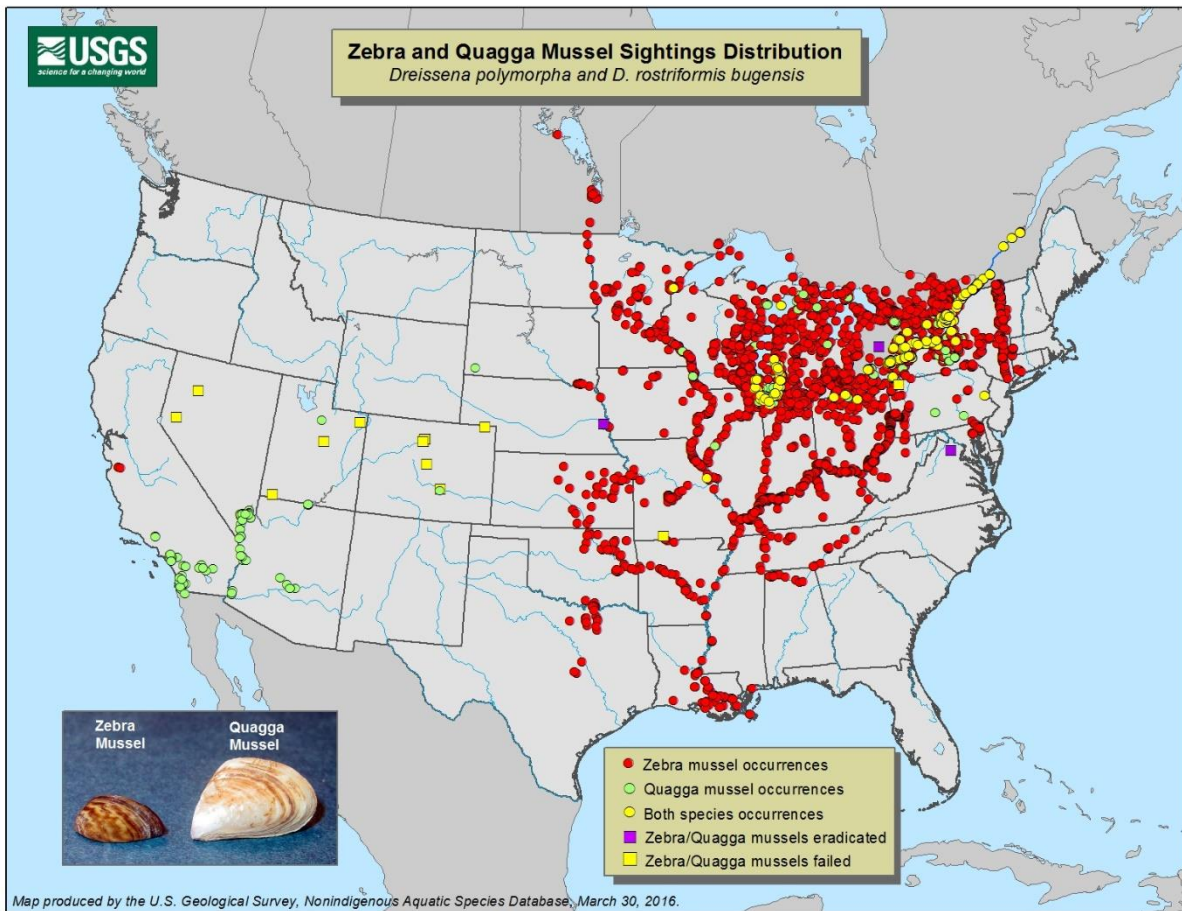 USGS
science for a changing world
Zebra and Quagga Mussel Sightings Distribution
Dreissena polymorpha and D. rostriformis bugensis
Zebra
Mussel
Quagga
Mussel
Zebra mussel occurrences
Quagga mussel occurrences
Both species occurrences
Zebra/Quagga mussels eradicated
Zebra/Quagga mussels failed
Map produced by the U.S. Geological Survey, Nonindigenous Aquatic Species Database, March 30, 2016.